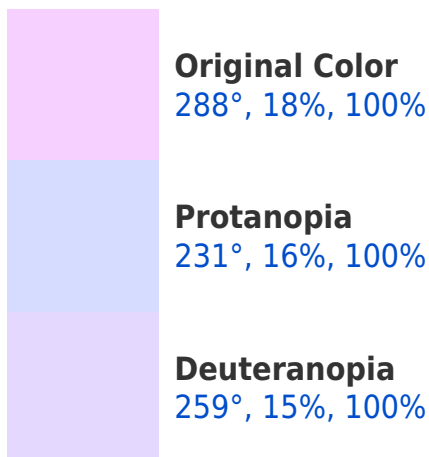 Original Color
288°, 18%, 100%
Protanopia
231°, 16%, 100%
Deuteranopia
259°, 15%, 100%